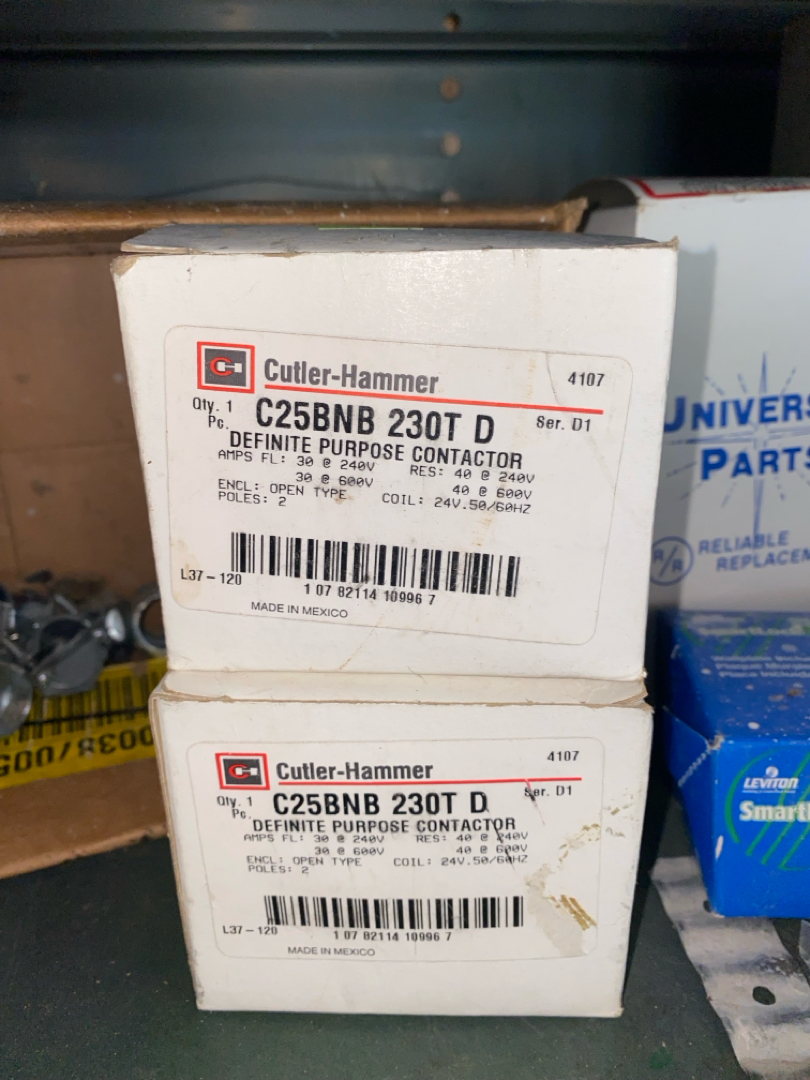 Cutler-Hammer
4107
Qty. 1
Pc.
C25BNB 230T D
Ser. D1
DEFINITE PURPOSE CONTACTOR
AMPS FL: 30 @ 240V RES: 40 @ 240V
30 @ 600V 40 @ 600V
ENCL: OPEN TYPE COIL: 24V.50/60HZ
POLES: 2
L37-120
1 07 82114 10996 7
MADE IN MEXICO
Cutler-Hammer
4107
Qty. 1
Pc.
C25BNB 230T D
Ser. D1
DEFINITE PURPOSE CONTACTOR
AMPS FL: 30 @ 240V RES: 40 @ 240V
30 @ 600V 40 @ 600V
ENCL: OPEN TYPE COIL: 24V.50/60HZ
POLES: 2
L37-120
1 07 82114 10996 7
MADE IN MEXICO
UNIVERS
PARTS
R/R
RELIABLE
REPLACEM
LEVITON
Smart